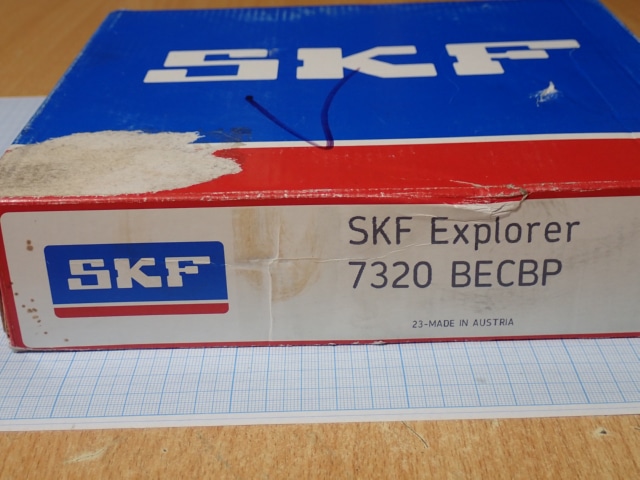 SKF
SKF
SKF Explorer
7320 BECBP
23-MADE IN AUSTRIA